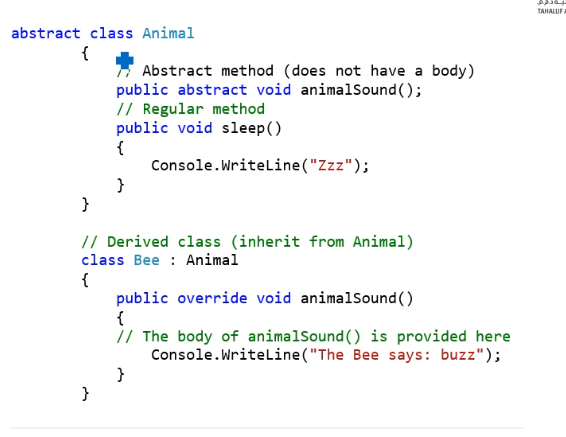 TAHALUF A
abstract class Animal
{
// Abstract method (does not have a body)
public abstract void animalSound();
// Regular method
public void sleep()
{
Console.WriteLine("Zzz");
}
}
// Derived class (inherit from Animal)
class Bee : Animal
{
public override void animalSound()
{
// The body of animalSound() is provided here
Console.WriteLine("The Bee says: buzz");
}
}